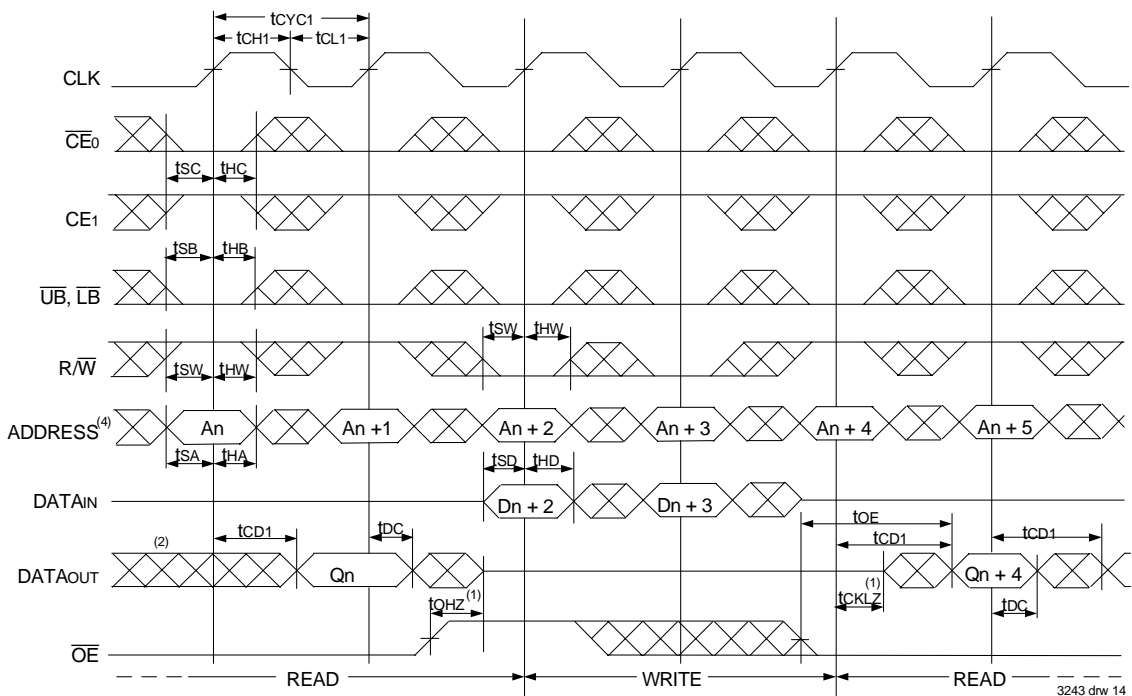 tCYC1
tCH1 tCL1
CLK
CE0
tSC tHC
CE1
tSB tHB
UB, LB
tSW tHW
R/W
tSW tHW
ADDRESS(4) An An +1 An + 2 An + 3 An + 4 An + 5
tSA tHA tSD tHD
DATAIN Dn + 2 Dn + 3
tOE
tCD1 tDC tCD1 tCD1
(2)
DATAOUT Qn Qn + 4
tOHZ(1) tCKLZ(1) tDC
OE
READ WRITE READ
3243 drw 14